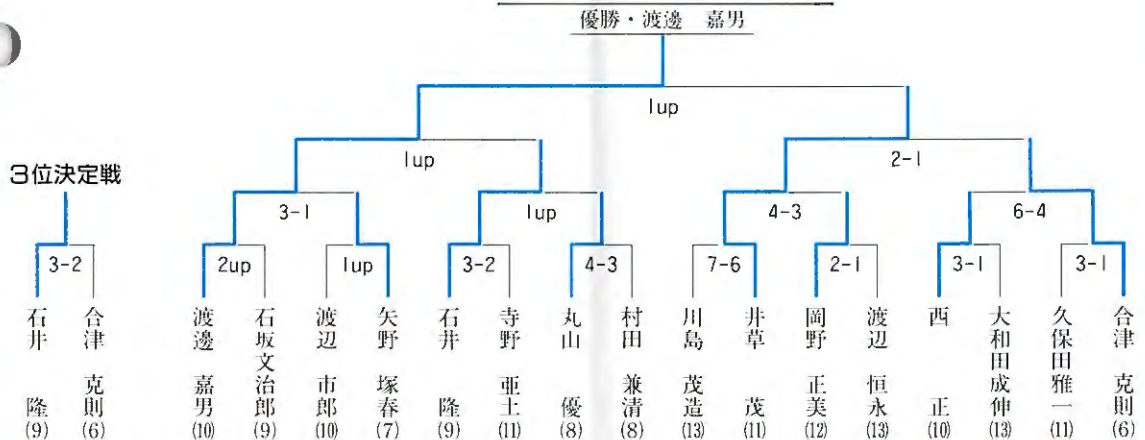 優勝・渡邊 嘉男
1up
1up
2-1
3位決定戦
3-1
1up
4-3
6-4
3-2
2up
1up
3-2
4-3
7-6
2-1
3-1
3-1
石井 隆(9)
合津 克則(6)
渡邊 嘉男(10)
石坂文治郎(9)
渡辺 市郎(10)
矢野 塚春(7)
石井 隆(9)
寺野 亜土(11)
丸山 優(8)
村田 兼清(8)
川島 茂造(13)
井草 茂(11)
岡野 正美(12)
渡辺 恒永(13)
西 正(10)
大和田成伸(13)
久保田雅一(11)
合津 克則(6)